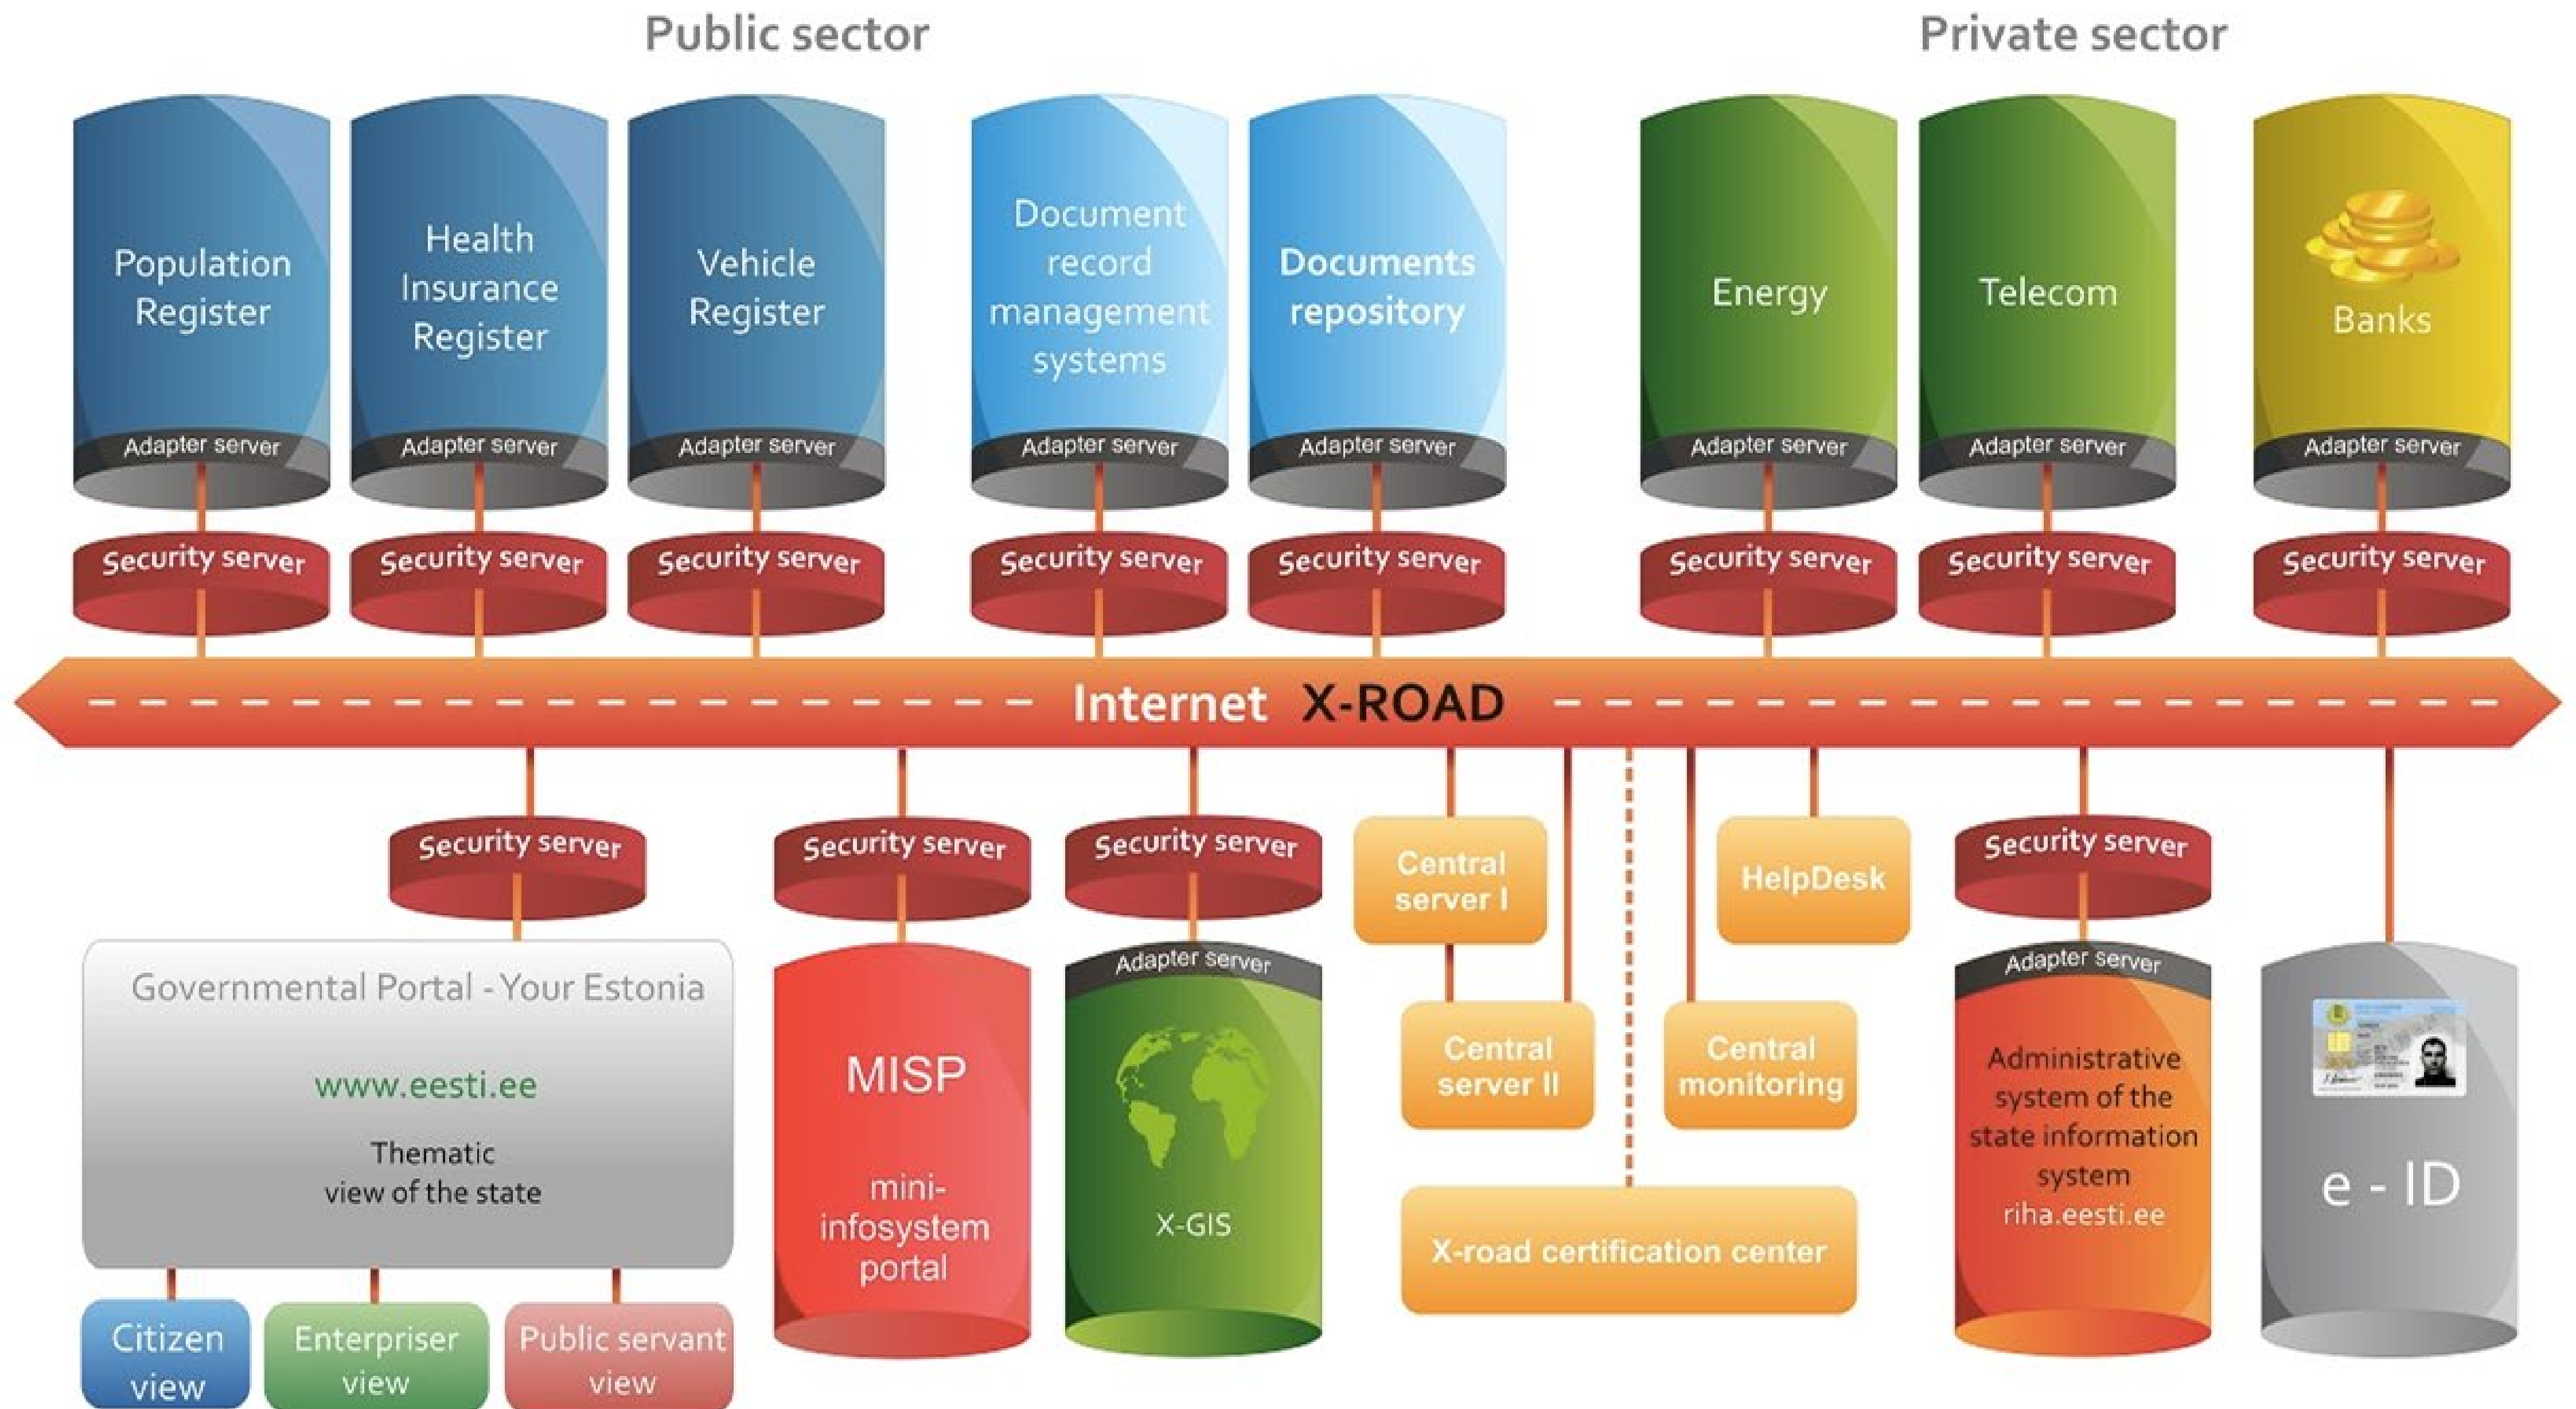 Public sector
Private sector
Population
Register
Health
Insurance
Register
Vehicle
Register
Document
record
management
systems
Documents
repository
Energy
Telecom
Banks
Adapter server
Adapter server
Adapter server
Adapter server
Adapter server
Adapter server
Adapter server
Adapter server
Security server
Security server
Security server
Security server
Security server
Security server
Security server
Security server
Internet X-ROAD
Security server
Security server
Security server
Central
server I
HelpDesk
Security server
Governmental Portal - Your Estonia
www.eesti.ee
Thematic
view of the state
MISP
mini-
infosystem
portal
Adapter server
X-GIS
Central
server II
Central
monitoring
X-road certification center
Adapter server
Administrative
system of the
state information
system
riha.eesti.ee
e - ID
Citizen
view
Enterpriser
view
Public servant
view